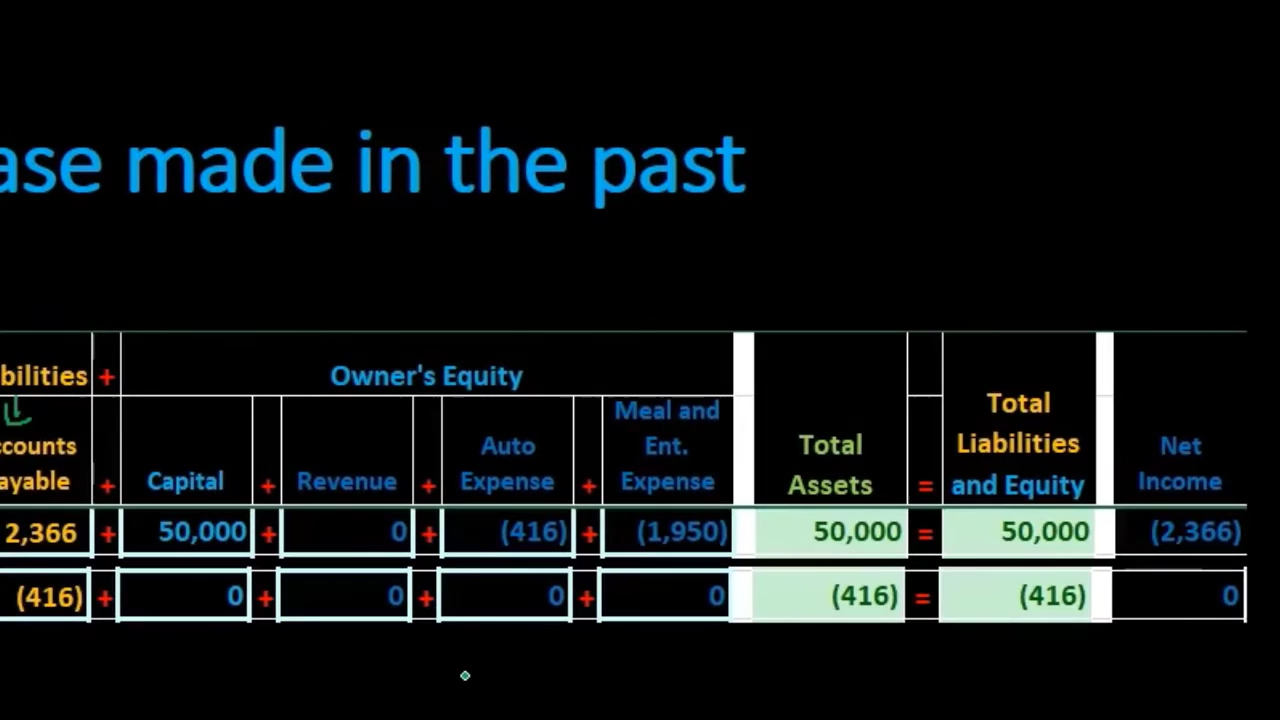 ase made in the past
bilities + Owner's Equity
ccounts ayable + Capital + Revenue + Auto Expense + Meal and Ent. Expense Total Assets = Total Liabilities and Equity Net Income
2,366 + 50,000 + 0 + (416) + (1,950) 50,000 = 50,000 (2,366)
(416) + 0 + 0 + 0 + 0 (416) = (416) 0